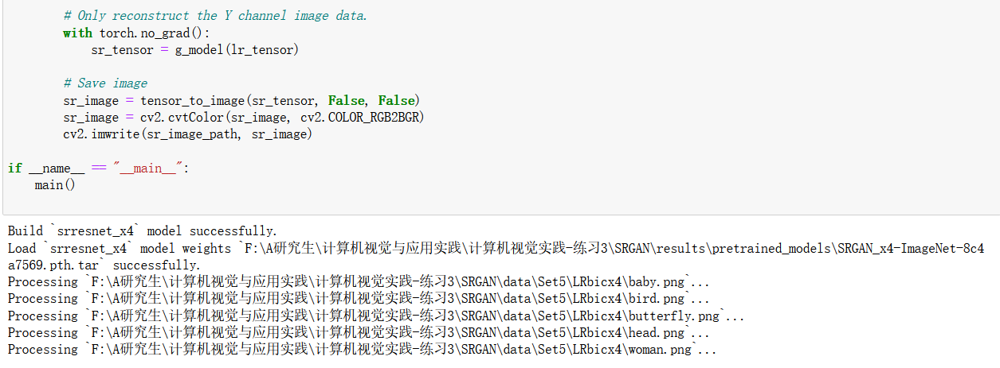 # Only reconstruct the Y channel image data.
with torch.no_grad():
sr_tensor = g_model(lr_tensor)
# Save image
sr_image = tensor_to_image(sr_tensor, False, False)
sr_image = cv2.cvtColor(sr_image, cv2.COLOR_RGB2BGR)
cv2.imwrite(sr_image_path, sr_image)
if __name__ == "__main__":
main()
Build `srresnet_x4` model successfully.
Load `srresnet_x4` model weights `F:\A研究生\计算机视觉与应用实践\计算机视觉实践-练习3\SRGAN\results\pretrained_models\SRGAN_x4-ImageNet-8c4
a7569.pth.tar` successfully.
Processing `F:\A研究生\计算机视觉与应用实践\计算机视觉实践-练习3\SRGAN\data\Set5\LRbicx4\baby.png`...
Processing `F:\A研究生\计算机视觉与应用实践\计算机视觉实践-练习3\SRGAN\data\Set5\LRbicx4\bird.png`...
Processing `F:\A研究生\计算机视觉与应用实践\计算机视觉实践-练习3\SRGAN\data\Set5\LRbicx4\butterfly.png`...
Processing `F:\A研究生\计算机视觉与应用实践\计算机视觉实践-练习3\SRGAN\data\Set5\LRbicx4\head.png`...
Processing `F:\A研究生\计算机视觉与应用实践\计算机视觉实践-练习3\SRGAN\data\Set5\LRbicx4\woman.png`...